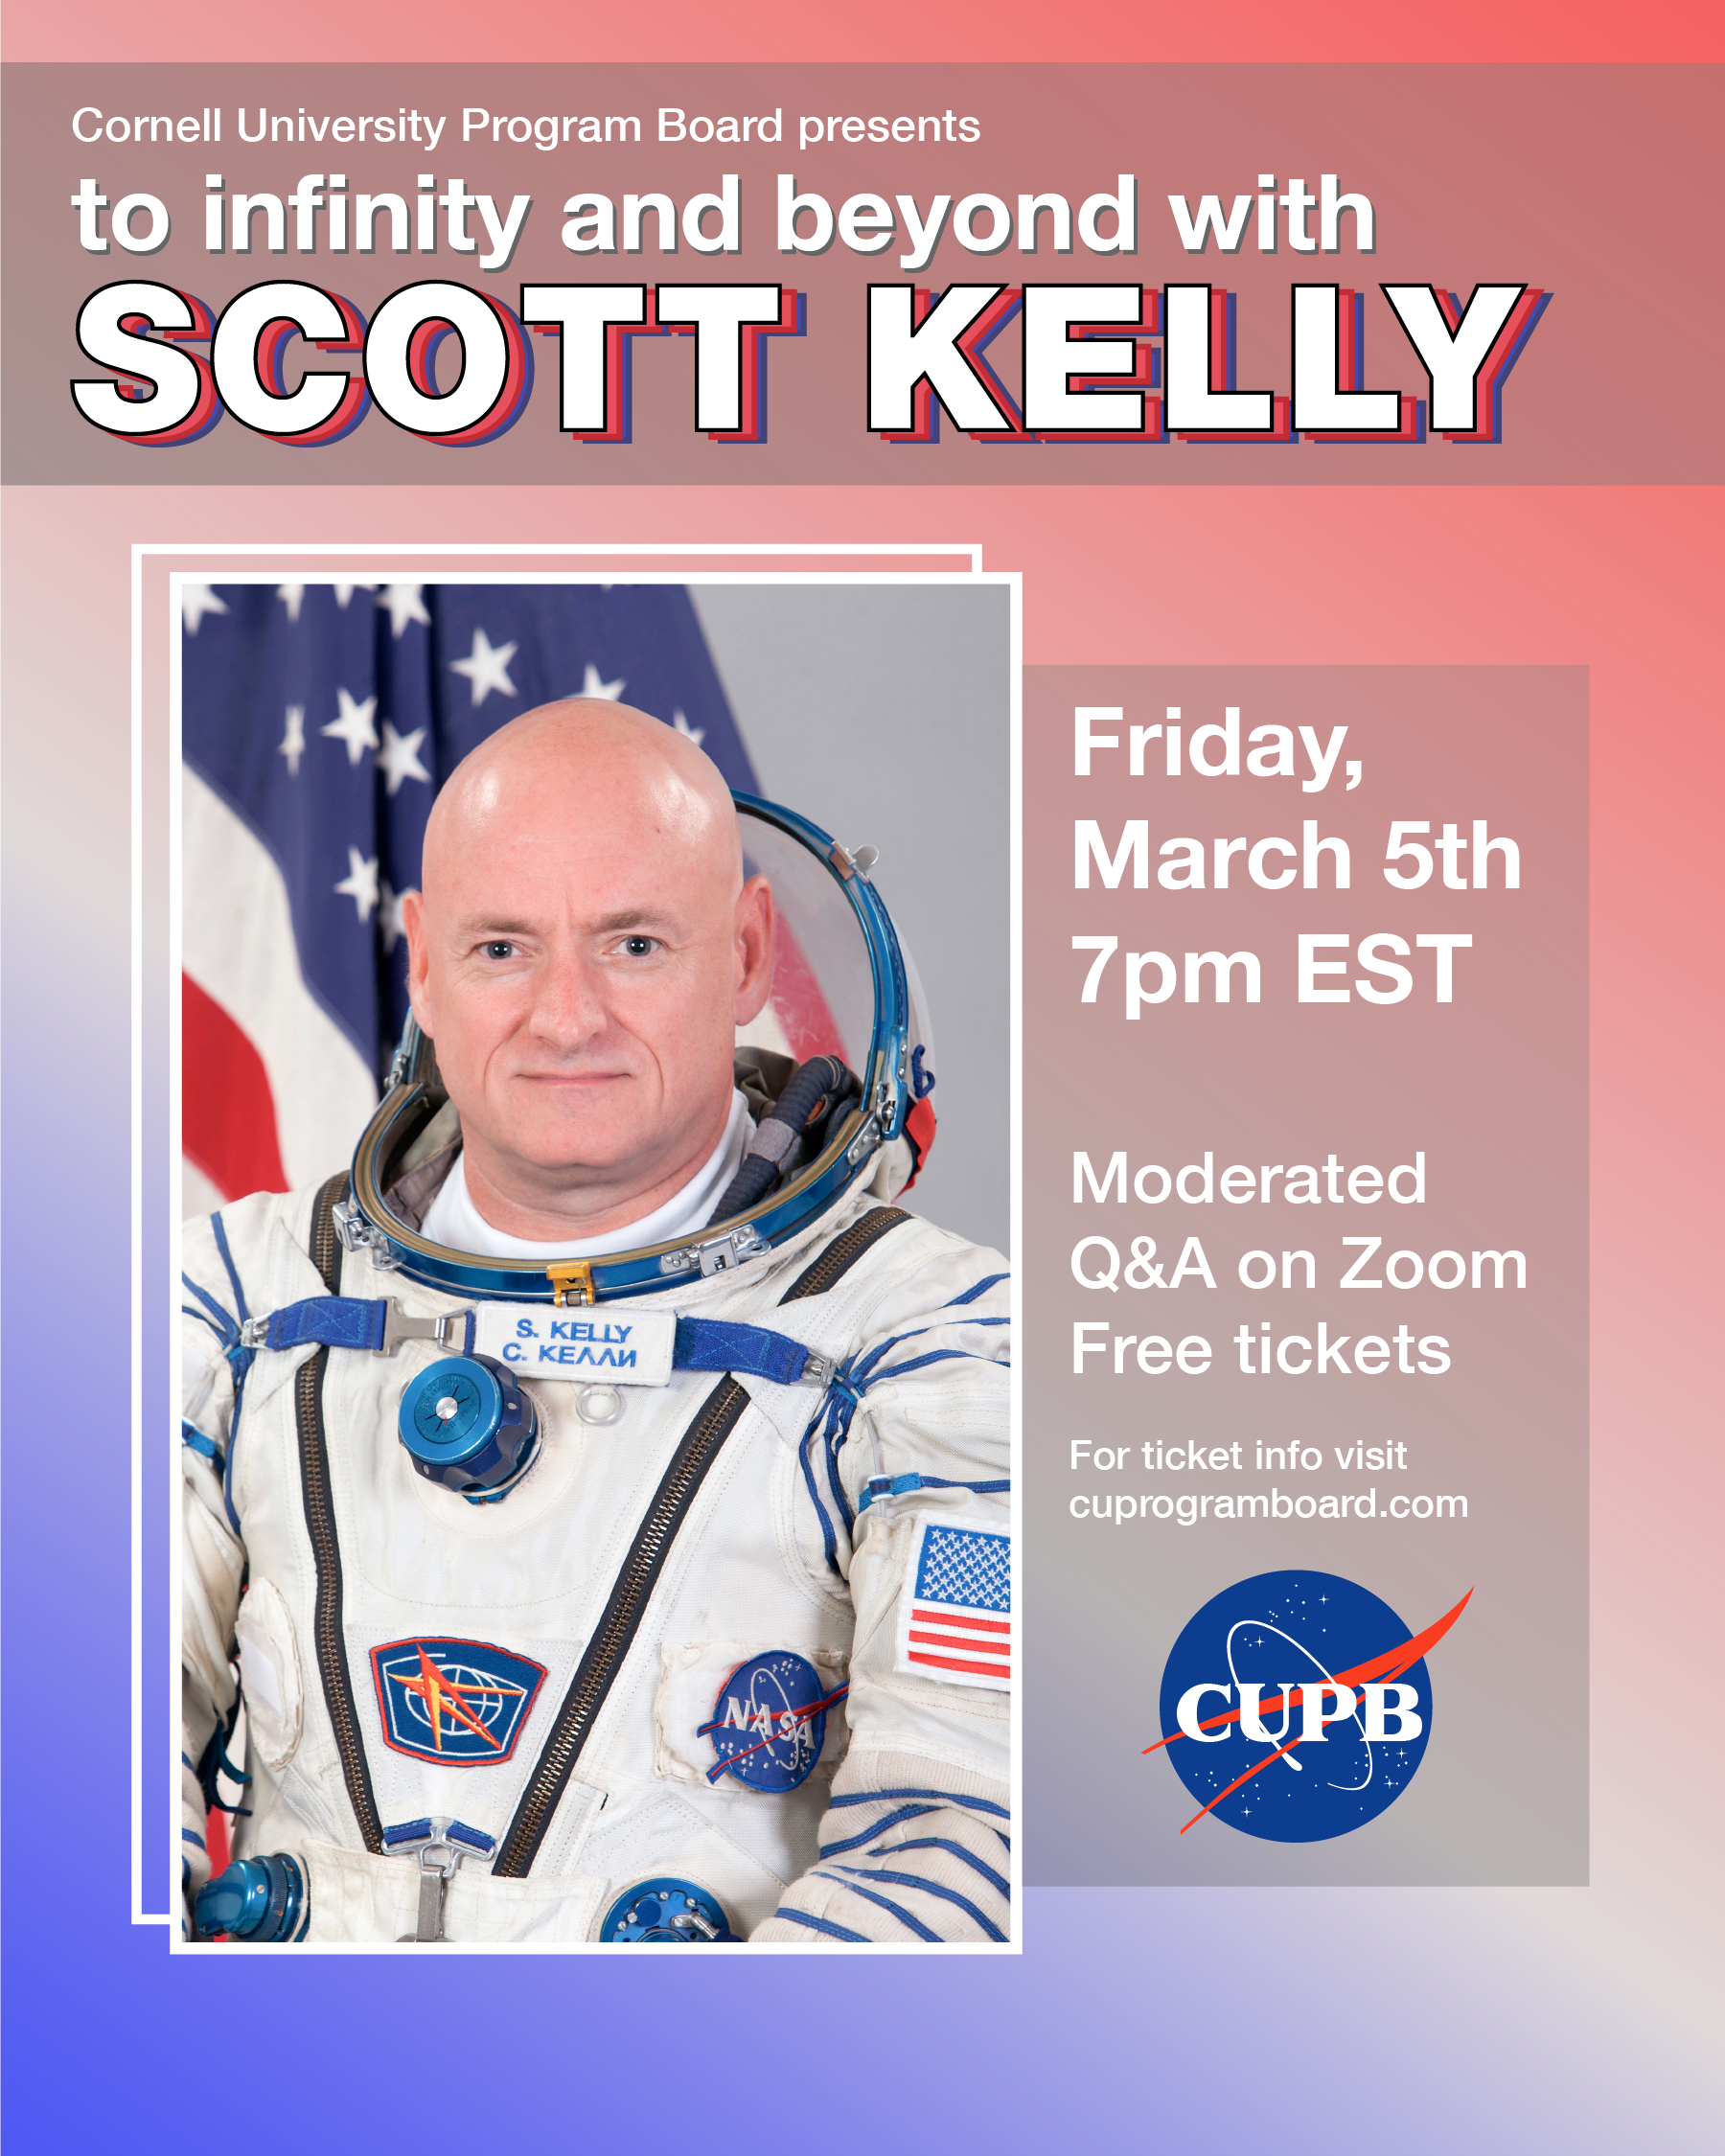 Cornell University Program Board presents
to infinity and beyond with
SCOTT KELLY
Friday,
March 5th
7pm EST
Moderated
Q&A on Zoom
Free tickets
For ticket info visit
cuprogramboard.com
CUPB
S. KELLY
С. КЕЛЛИ
NASA